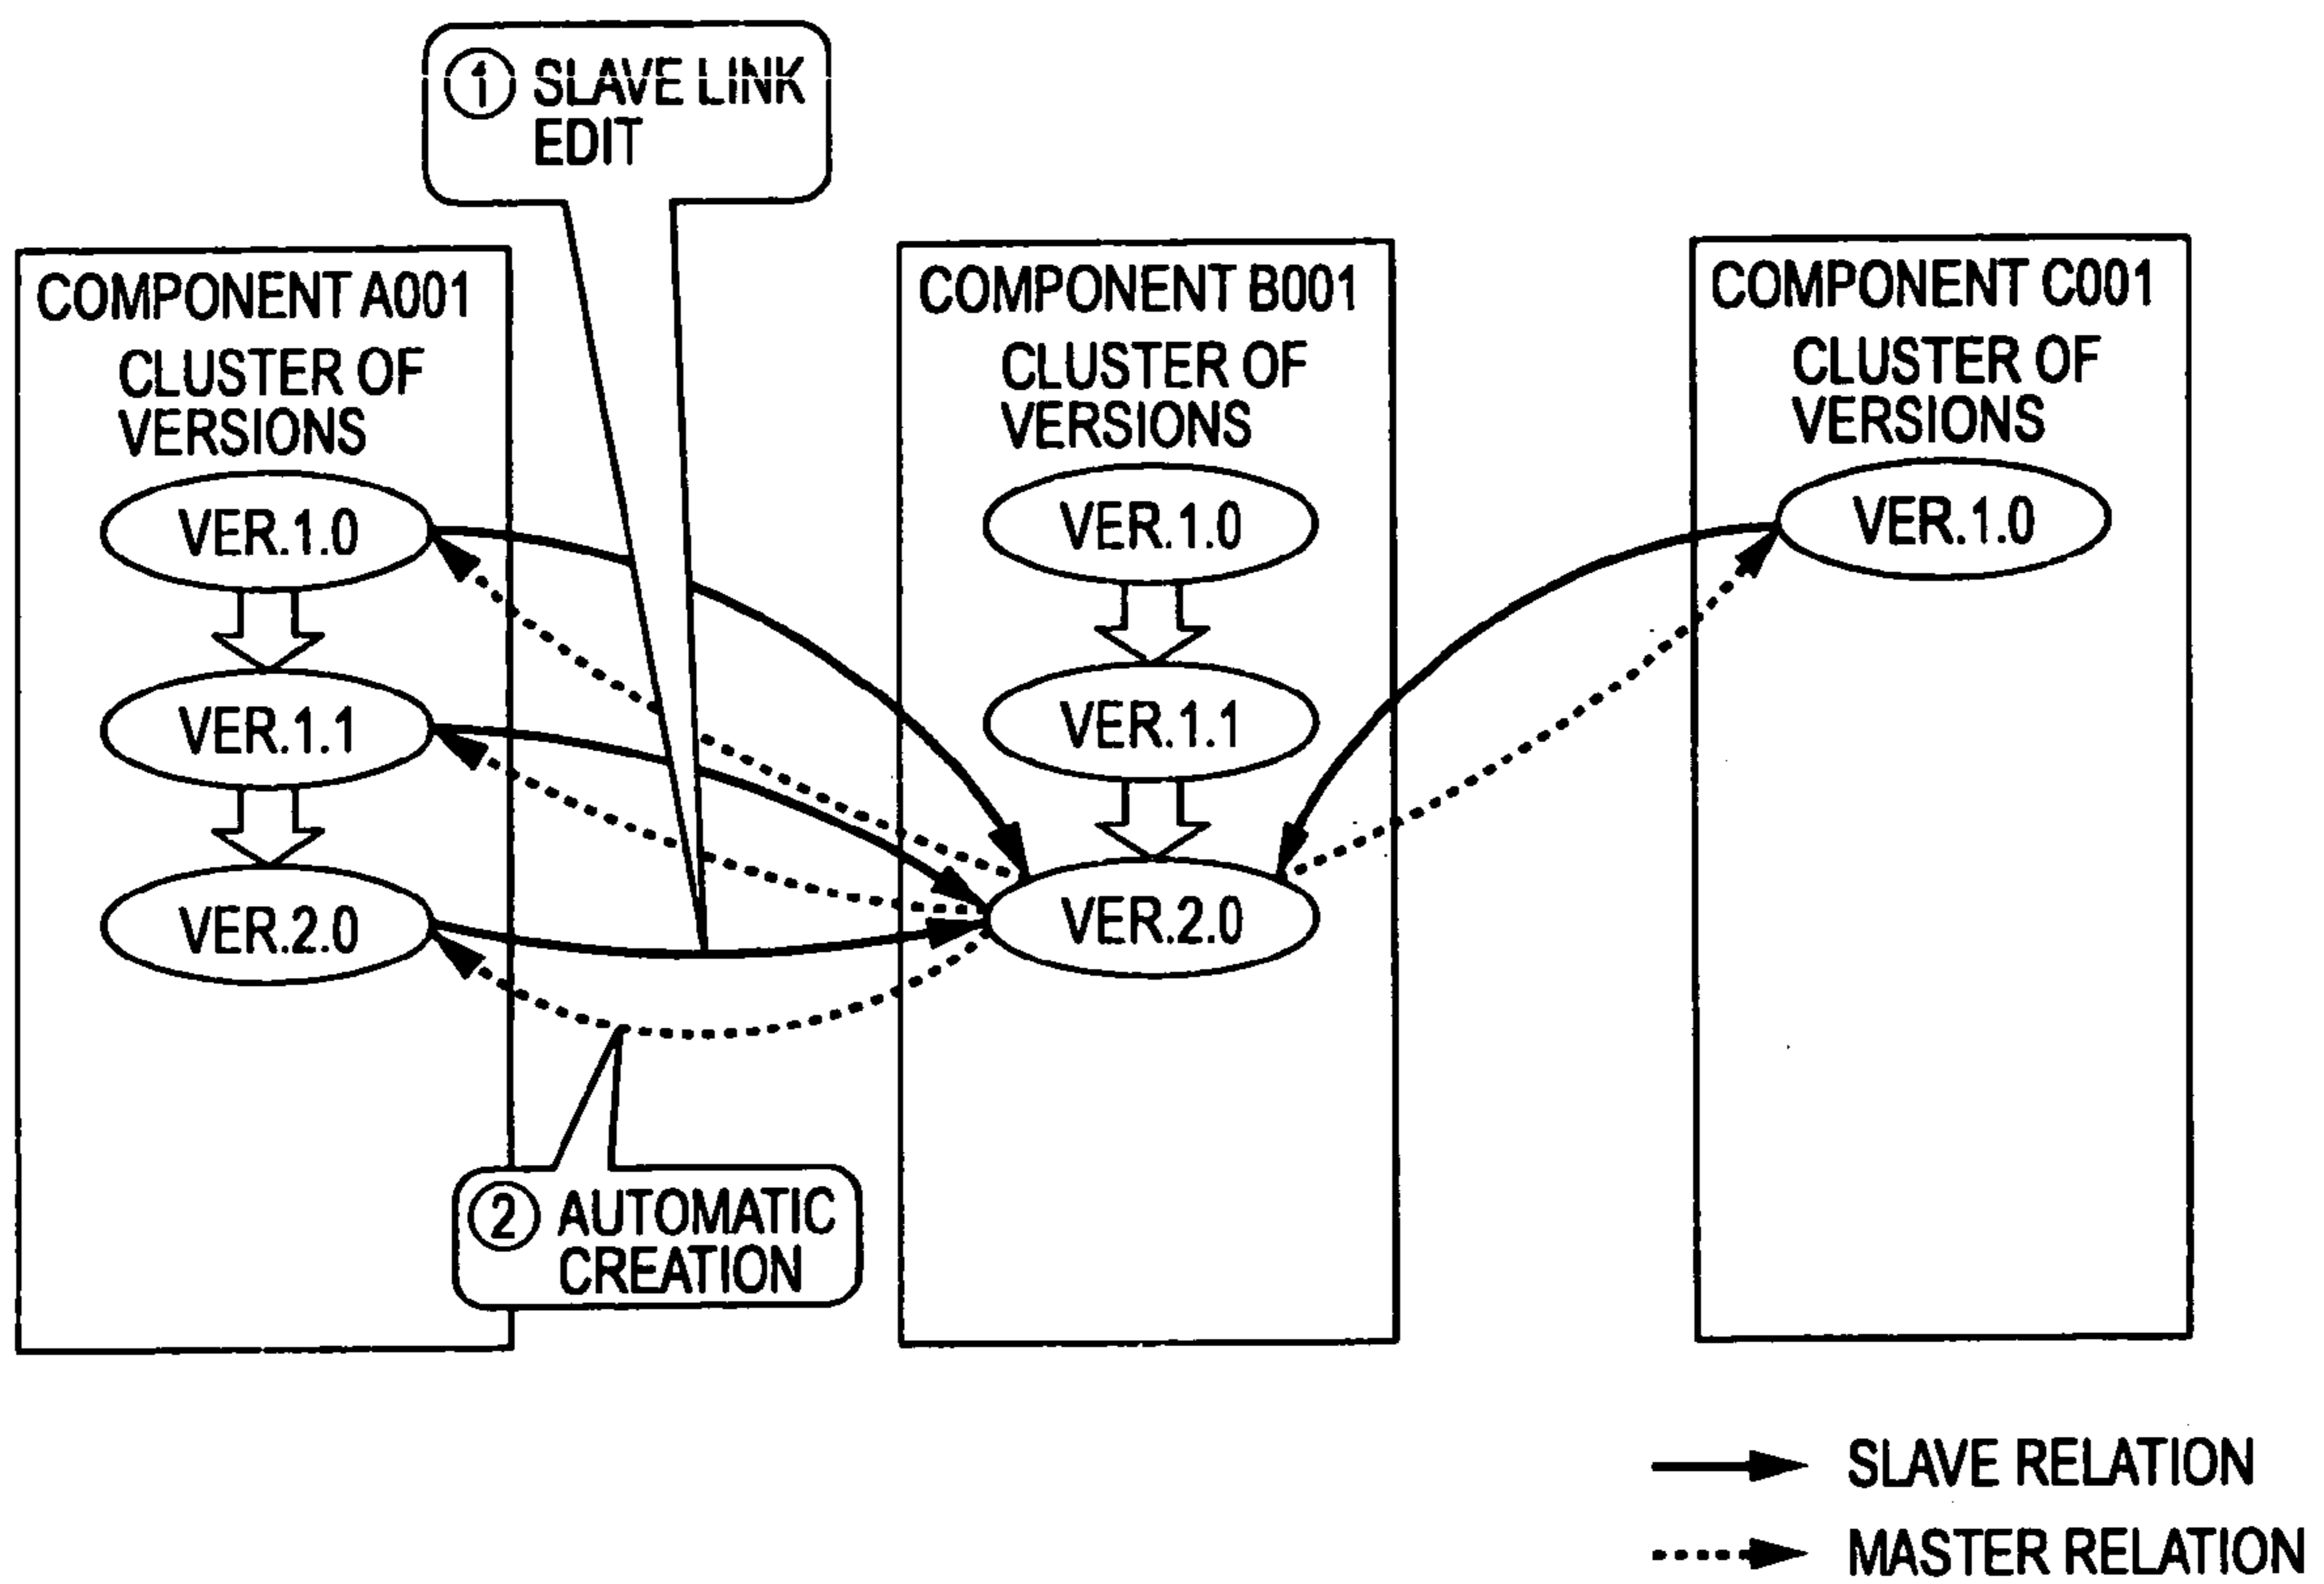 ① SLAVE LINK
EDIT
COMPONENT A001
CLUSTER OF
VERSIONS
VER.1.0
VER.1.1
VER.2.0
COMPONENT B001
CLUSTER OF
VERSIONS
VER.1.0
VER.1.1
VER.2.0
COMPONENT C001
CLUSTER OF
VERSIONS
VER.1.0
② AUTOMATIC
CREATION
SLAVE RELATION
MASTER RELATION